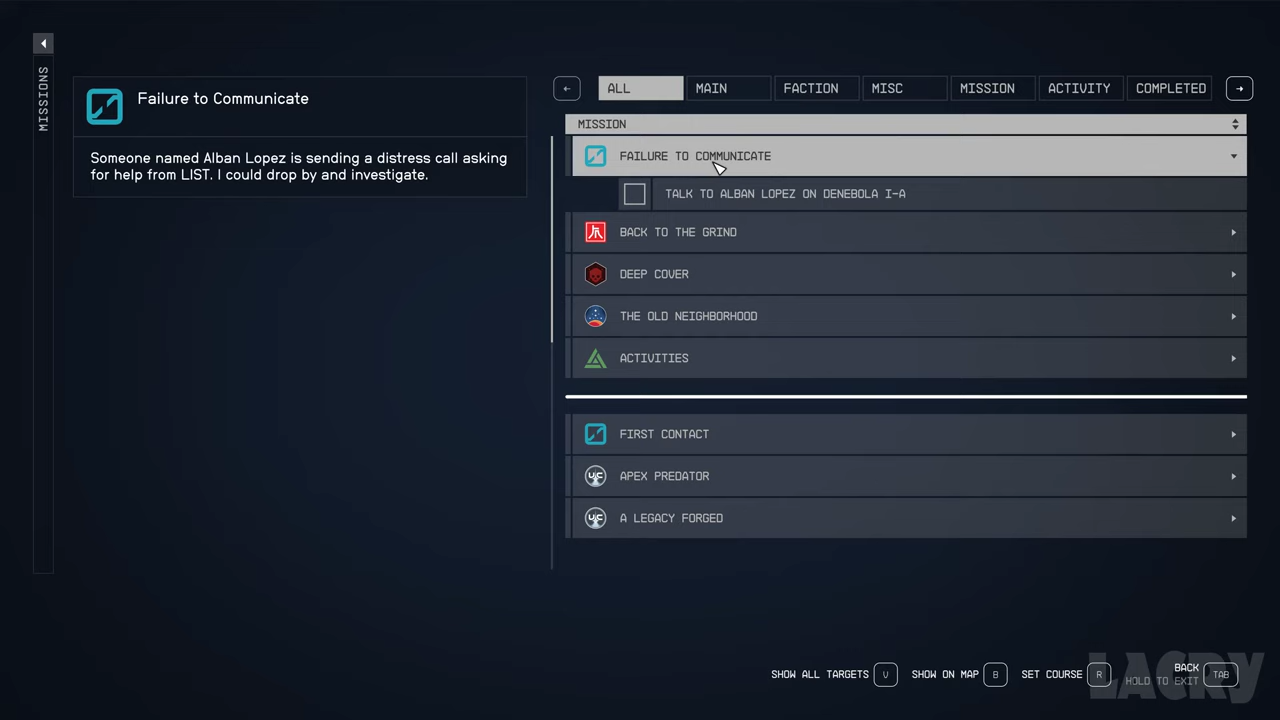 MISSIONS
Failure to Communicate
Someone named Alban Lopez is sending a distress call asking
for help from LIST. I could drop by and investigate.
ALL MAIN FACTION MISC MISSION ACTIVITY COMPLETED
MISSION
FAILURE TO COMMUNICATE
TALK TO ALBAN LOPEZ ON DENEBOLA I-A
BACK TO THE GRIND
DEEP COVER
THE OLD NEIGHBORHOOD
ACTIVITIES
FIRST CONTACT
UC APEX PREDATOR
UC A LEGACY FORGED
SHOW ALL TARGETS V SHOW ON MAP B SET COURSE R BACK TAB
HOLD TO EXIT
LACRY